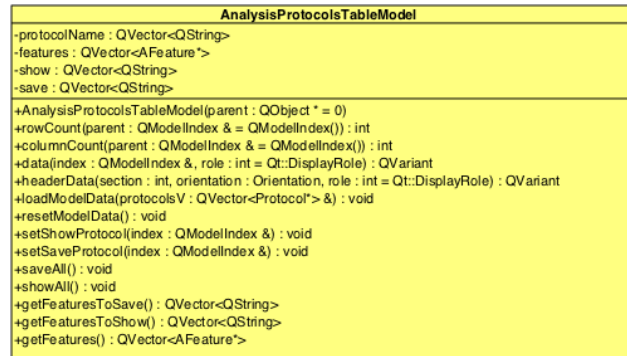 AnalysisProtocolsTableModel
-protocolName : QVector<QString>
-features : QVector<AFeature*>
-show : QVector<QString>
-save : QVector<QString>
+AnalysisProtocolsTableModel(parent : QObject * = 0)
+rowCount(parent : QModelIndex & = QModelIndex()) : int
+columnCount(parent : QModelIndex & = QModelIndex()) : int
+data(index : QModelIndex &, role : int = Qt::DisplayRole) : QVariant
+headerData(section : int, orientation : Orientation, role : int = Qt::DisplayRole) : QVariant
+loadModelData(protocolsV : QVector<Protocol*> &) : void
+resetModelData() : void
+setShowProtocol(index : QModelIndex &) : void
+setSaveProtocol(index : QModelIndex &) : void
+saveAll() : void
+showAll() : void
+getFeaturesToSave() : QVector<QString>
+getFeaturesToShow() : QVector<QString>
+getFeatures() : QVector<AFeature*>